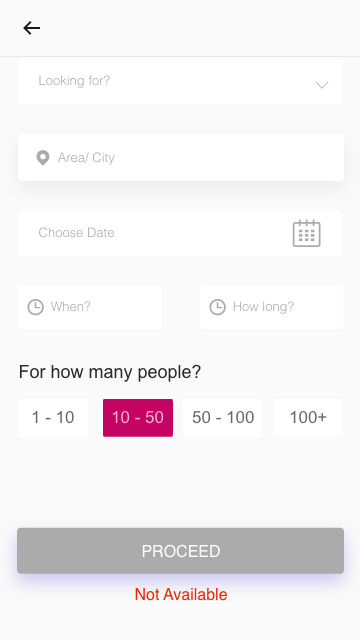 Looking for?
Area/ City
Choose Date
When? How long?
For how many people?
1 - 10 10 - 50 50 - 100 100+
PROCEED
Not Available